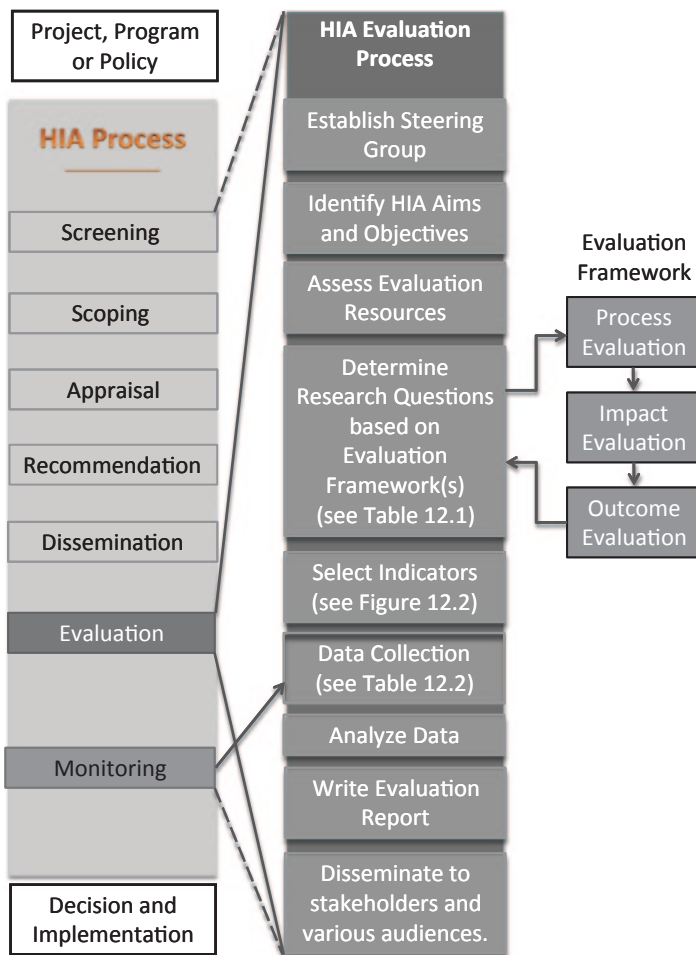 Project, Program
or Policy
HIA Process
Screening
Scoping
Appraisal
Recommendation
Dissemination
Evaluation
Monitoring
Decision and
Implementation
HIA Evaluation
Process
Establish Steering
Group
Identify HIA Aims
and Objectives
Assess Evaluation
Resources
Determine
Research Questions
based on
Evaluation
Framework(s)
(see Table 12.1)
Select Indicators
(see Figure 12.2)
Data Collection
(see Table 12.2)
Analyze Data
Write Evaluation
Report
Disseminate to
stakeholders and
various audiences.
Evaluation
Framework
Process
Evaluation
Impact
Evaluation
Outcome
Evaluation